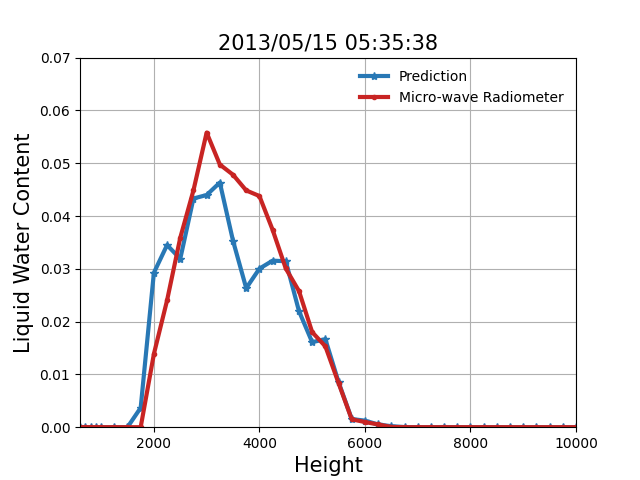 2013/05/15 05:35:38
Liquid Water Content
0.07
0.06
0.05
0.04
0.03
0.02
0.01
0.00
Prediction
Micro-wave Radiometer
2000 4000 6000 8000 10000
Height